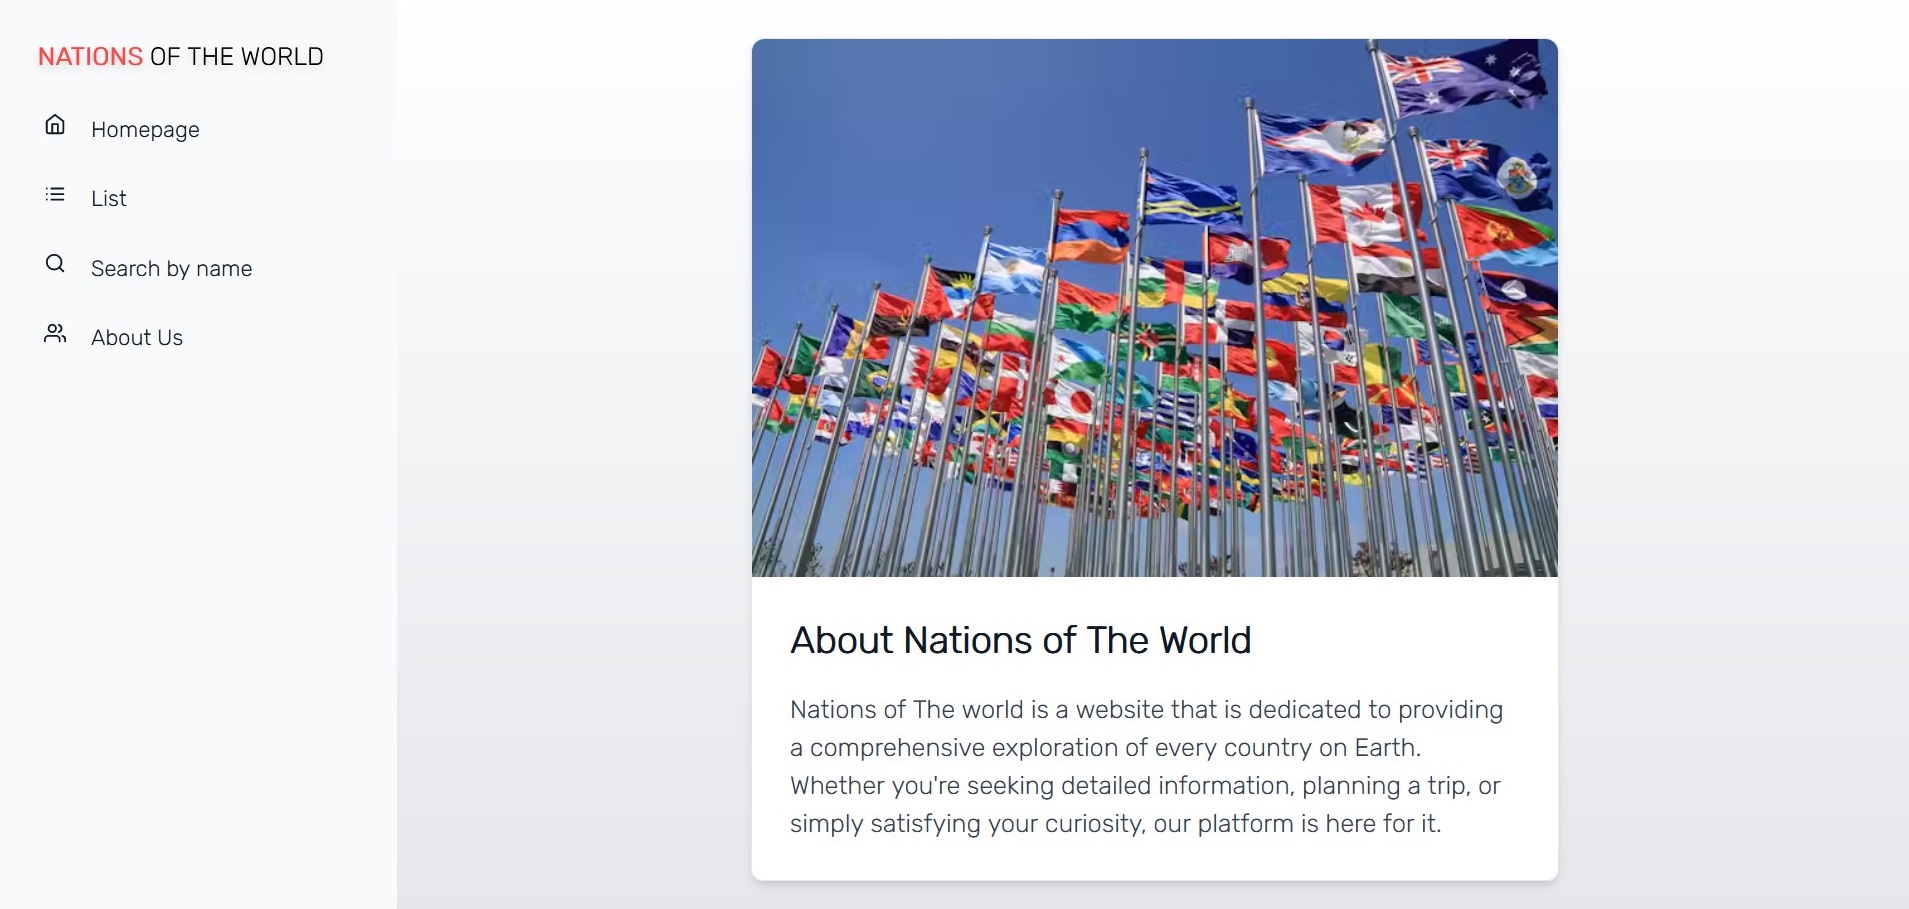 NATIONS OF THE WORLD
Homepage
List
Search by name
About Us
About Nations of The World
Nations of The world is a website that is dedicated to providing
a comprehensive exploration of every country on Earth.
Whether you're seeking detailed information, planning a trip, or
simply satisfying your curiosity, our platform is here for it.